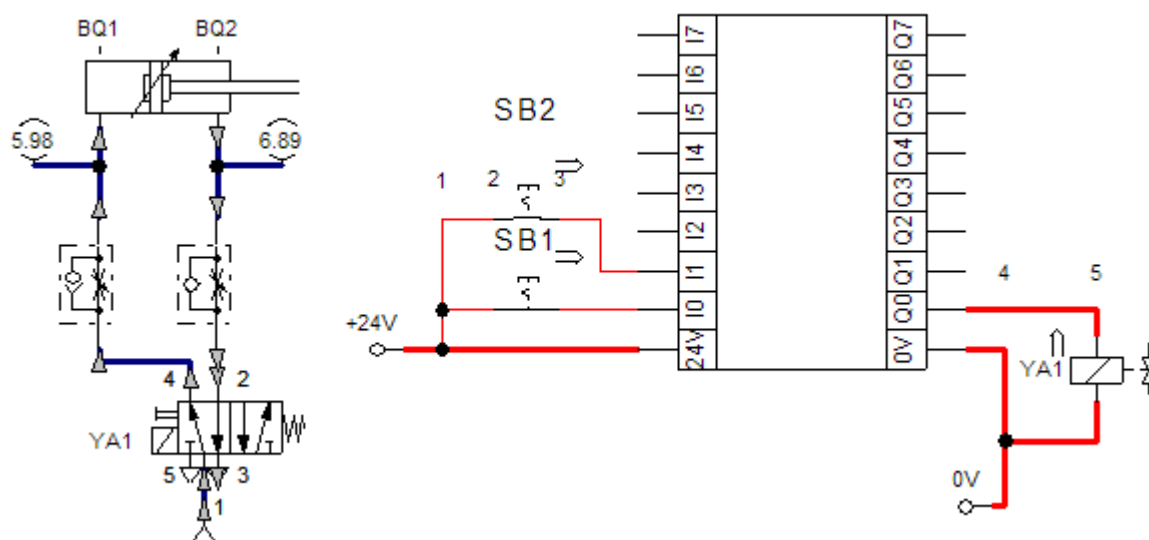 BQ1 BQ2
5.98 6.89
4 2
YA1
5 3
1
I7 Q7
I6 Q6
SB2
I5 Q5
I4 Q4
1 2 3
I3 Q3
I2 Q2
SB1
I1 Q1
4 5
I0 Q0
+24V
24V 0V
YA1
0V